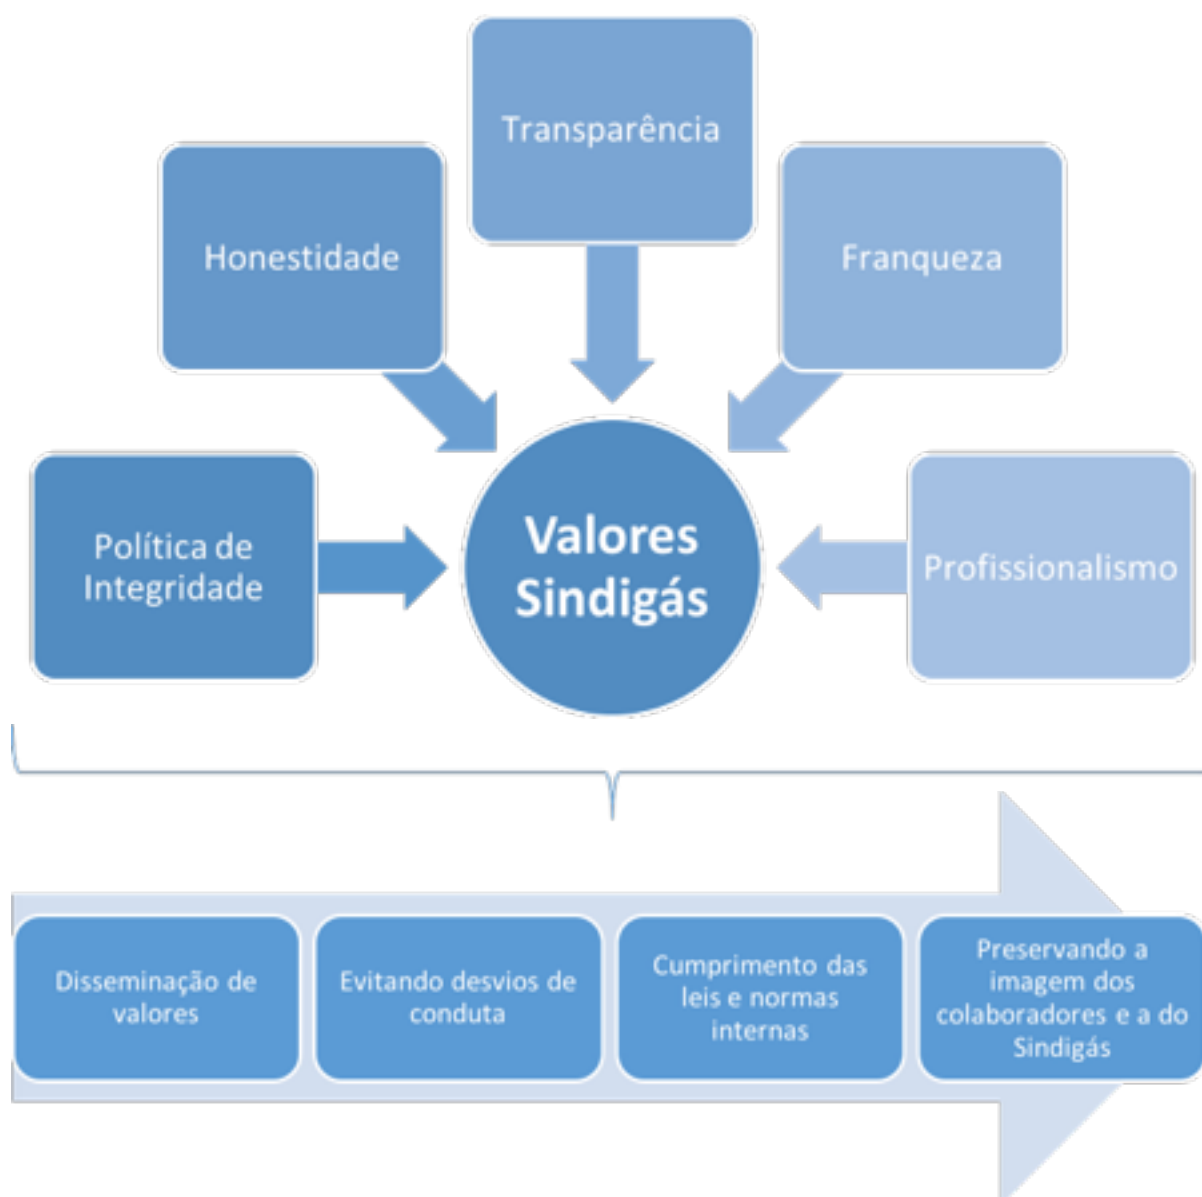 Transparência
Honestidade
Franqueza
Política de
Integridade
Valores
Sindigás
Profissionalismo
Disseminação de
valores
Evitando desvios de
conduta
Cumprimento das
leis e normas
internas
Preservando a
imagem dos
colaboradores e a do
Sindigás